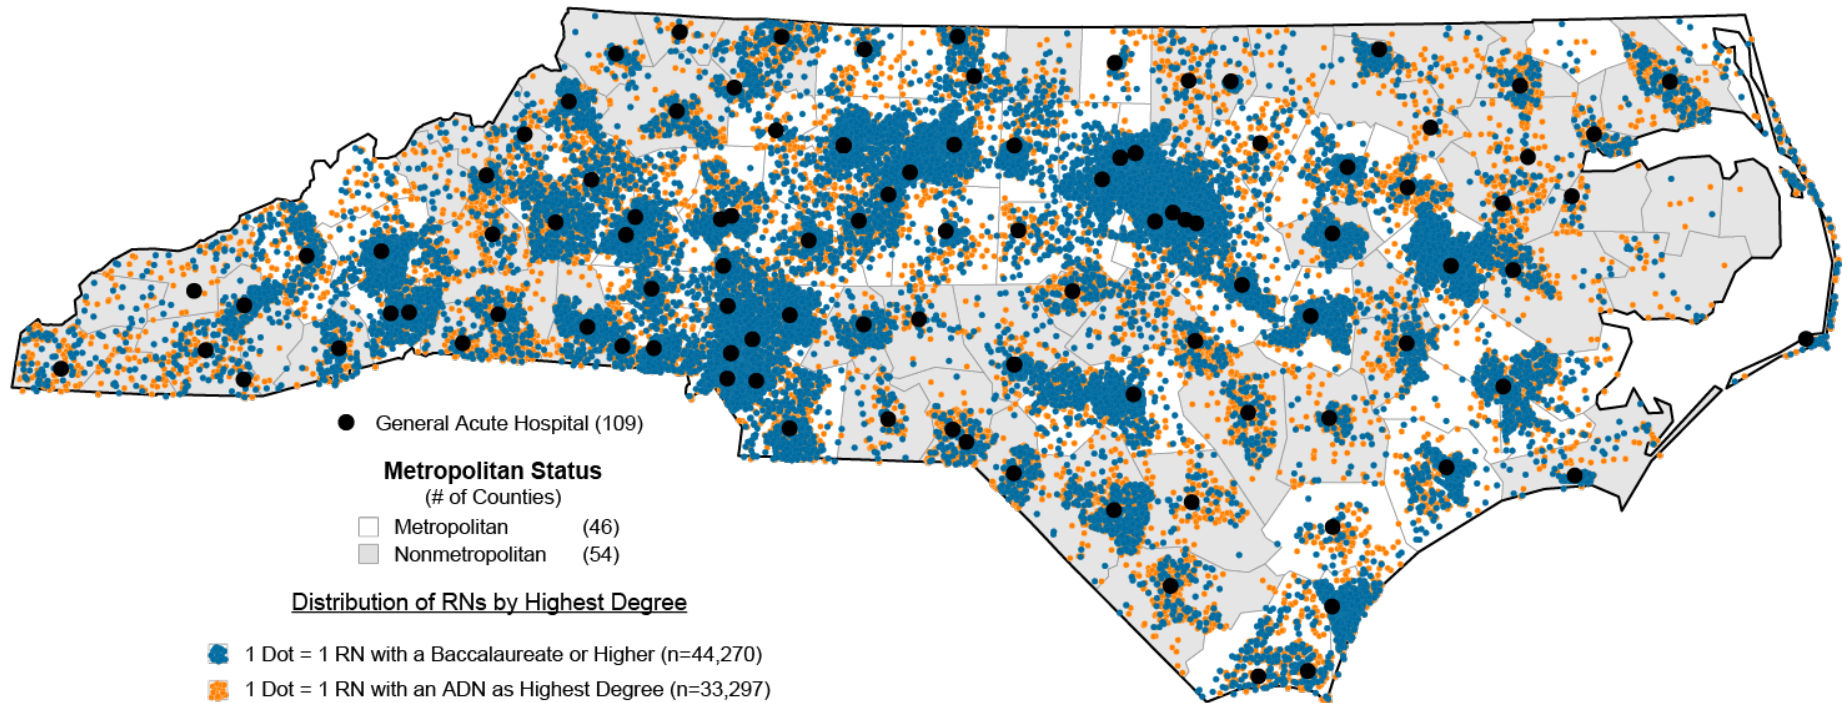 General Acute Hospital (109)
Metropolitan Status
(# of Counties)
Metropolitan (46)
Nonmetropolitan (54)
Distribution of RNs by Highest Degree
1 Dot = 1 RN with a Baccalaureate or Higher (n=44,270)
1 Dot = 1 RN with an ADN as Highest Degree (n=33,297)